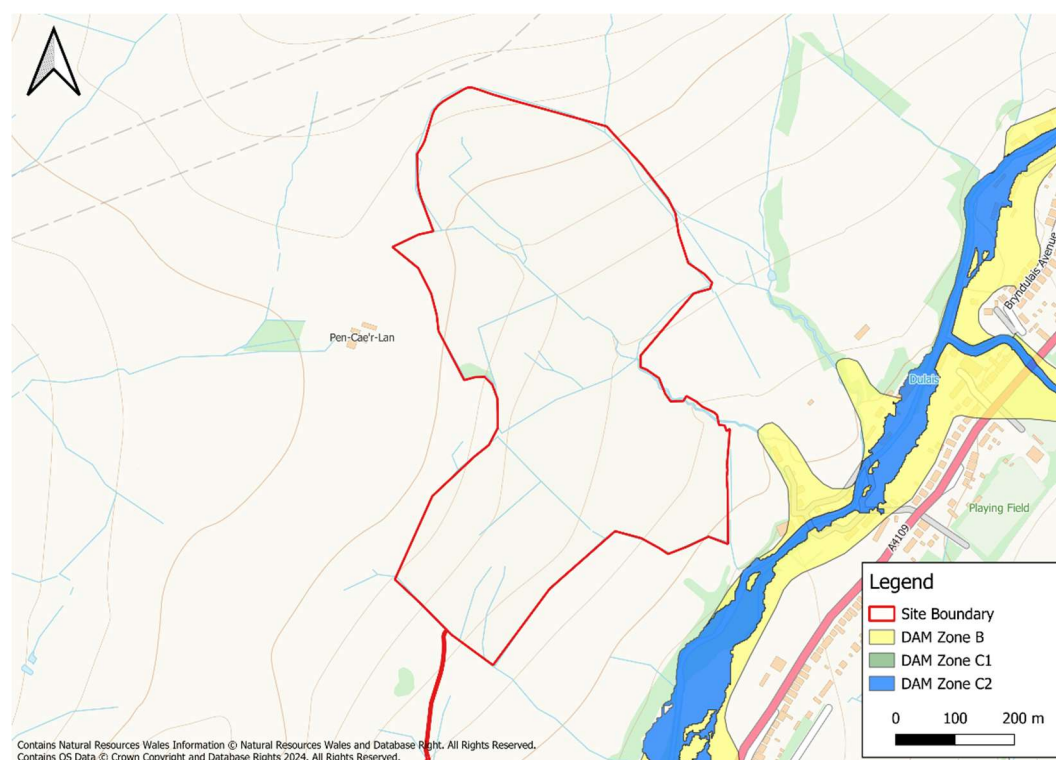 Pen-Cae'r-Lan
Bryndulais Avenue
Dulais
Playing Field
A4109
Legend
Site Boundary
DAM Zone B
DAM Zone C1
DAM Zone C2
0 100 200 m
Contains Natural Resources Wales Information © Natural Resources Wales and Database Right. All Rights Reserved.
Contains OS Data © Crown Copyright and Database Rights 2024. All Rights Reserved.